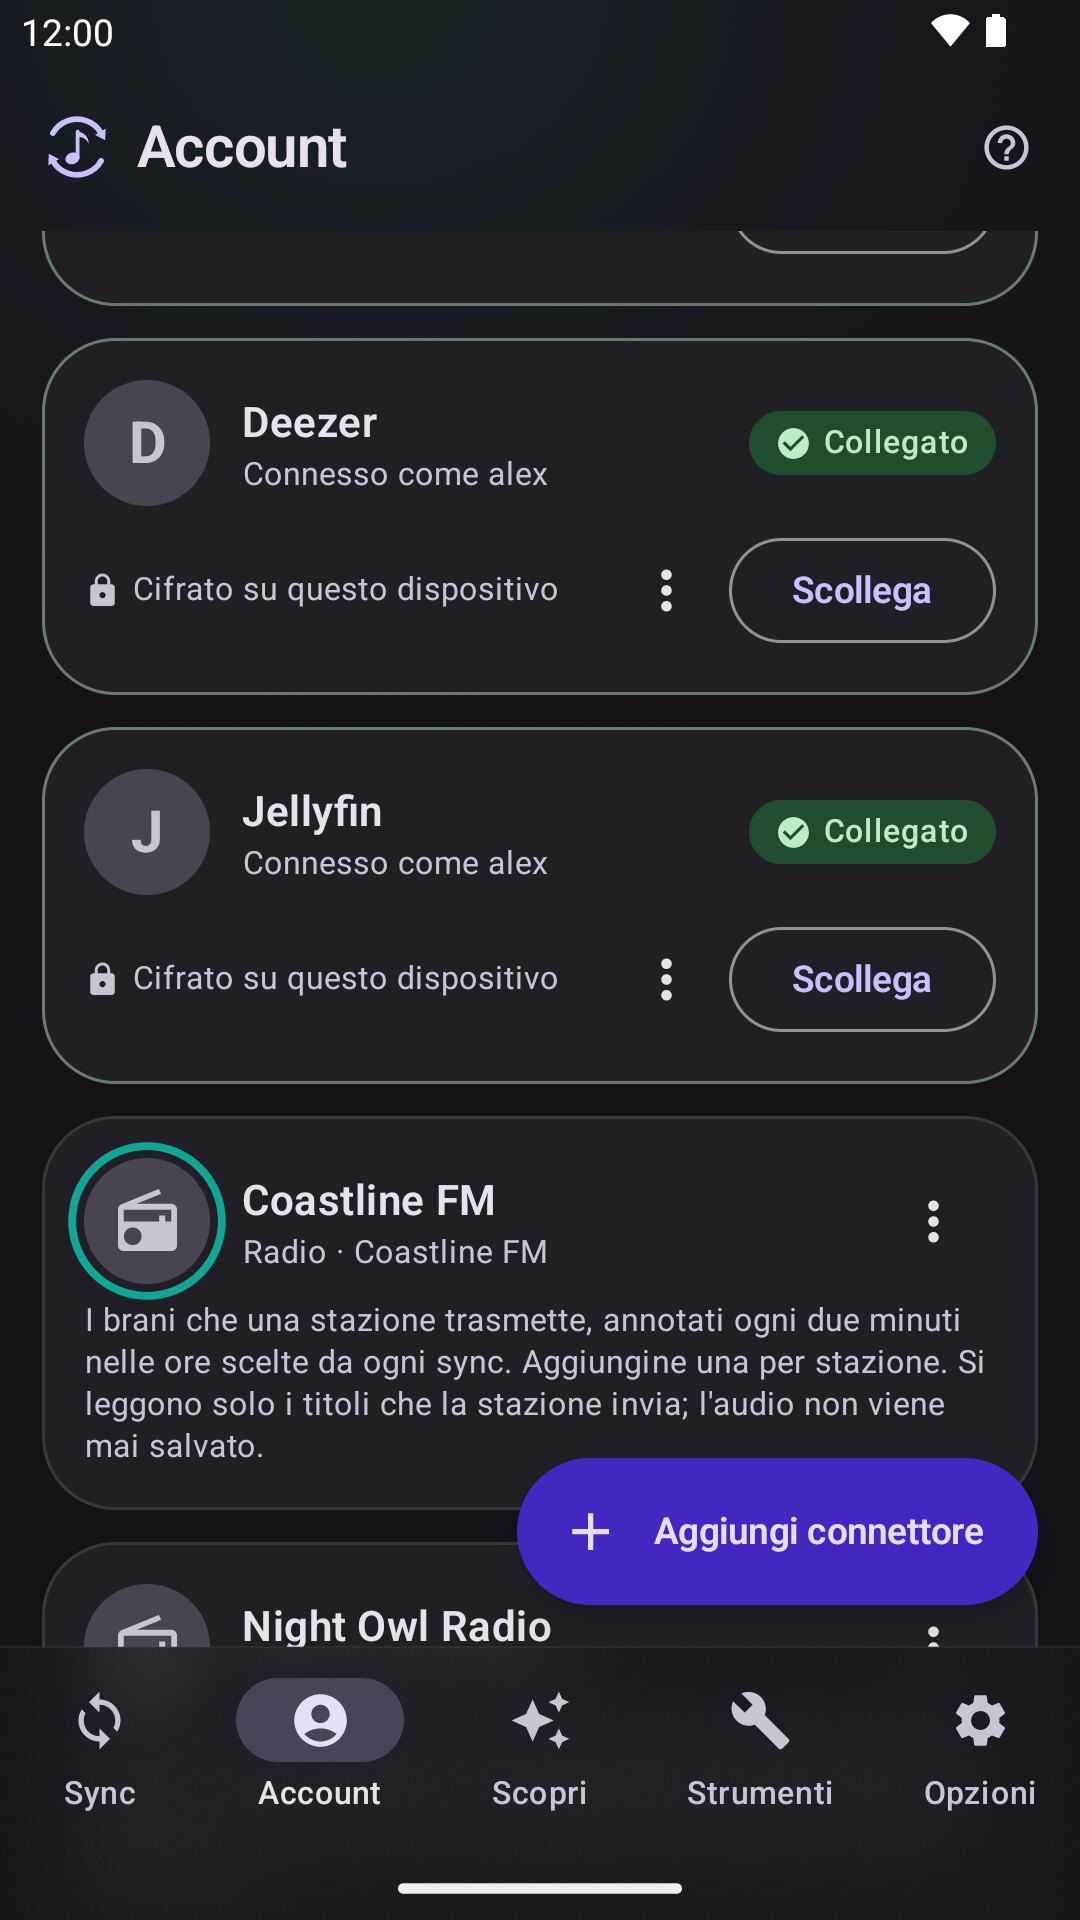 12:00
Account
D
Deezer
Connesso come alex
Collegato
Cifrato su questo dispositivo
Scollega
J
Jellyfin
Connesso come alex
Collegato
Cifrato su questo dispositivo
Scollega
Coastline FM
Radio · Coastline FM
I brani che una stazione trasmette, annotati ogni due minuti
nelle ore scelte da ogni sync. Aggiungine una per stazione. Si
leggono solo i titoli che la stazione invia; l'audio non viene
mai salvato.
Aggiungi connettore
Night Owl Radio
Sync
Account
Scopri
Strumenti
Opzioni